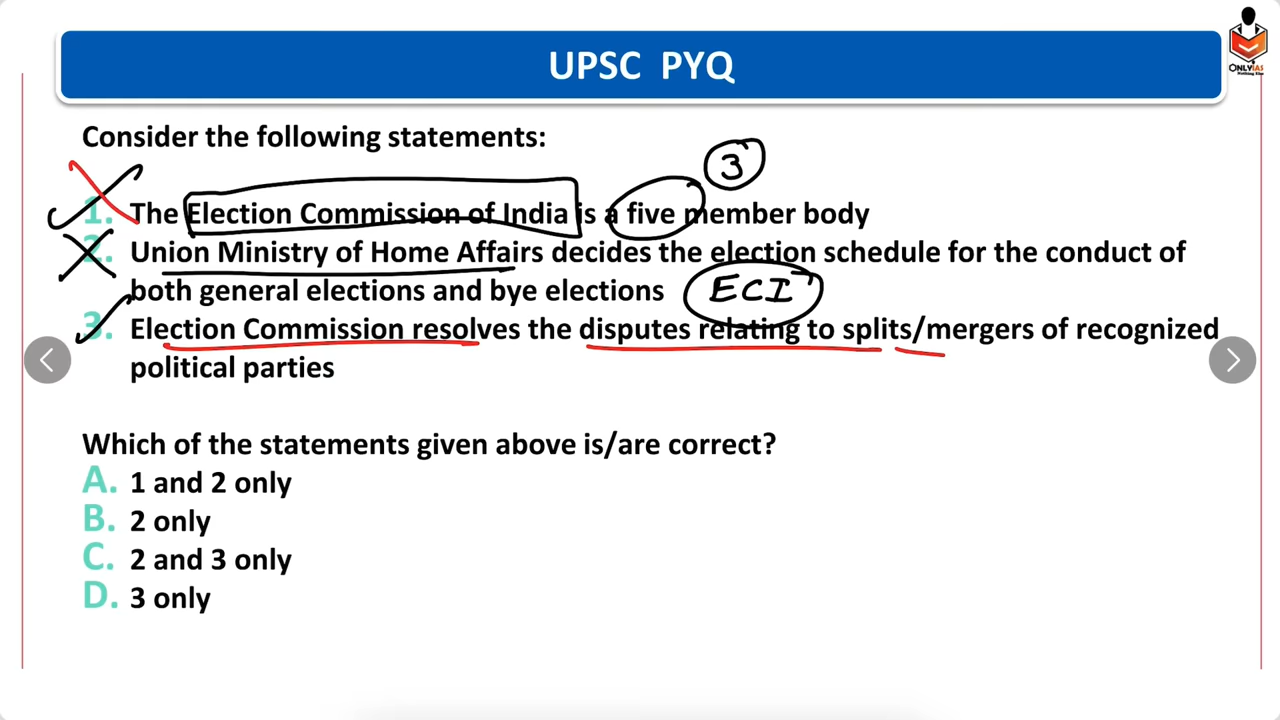 UPSC PYQ
ONLYIAS
Nothing Else
Consider the following statements:
3
1. The Election Commission of India is a five member body
2. Union Ministry of Home Affairs decides the election schedule for the conduct of
both general elections and bye elections ECI
3. Election Commission resolves the disputes relating to splits/mergers of recognized
political parties
Which of the statements given above is/are correct?
A. 1 and 2 only
B. 2 only
C. 2 and 3 only
D. 3 only